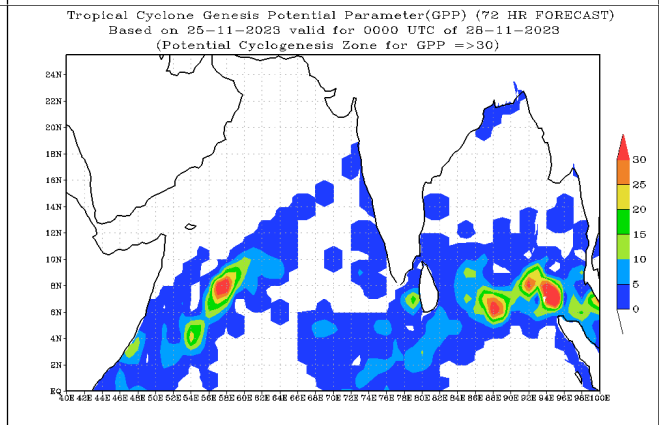 Tropical Cyclone Genesis Potential Parameter(GPP) (72 HR FORECAST)
Based on 25-11-2023 valid for 0000 UTC of 28-11-2023
(Potential Cyclogenesis Zone for GPP =>30)
24N
22N
20N
18N
16N
14N
12N
10N
8N
6N
4N
2N
EQ
40E 42E 44E 46E 48E 50E 52E 54E 56E 58E 60E 62E 64E 66E 68E 70E 72E 74E 76E 78E 80E 82E 84E 86E 88E 90E 92E 94E 96E 98E 100E
30
25
20
15
10
5
0